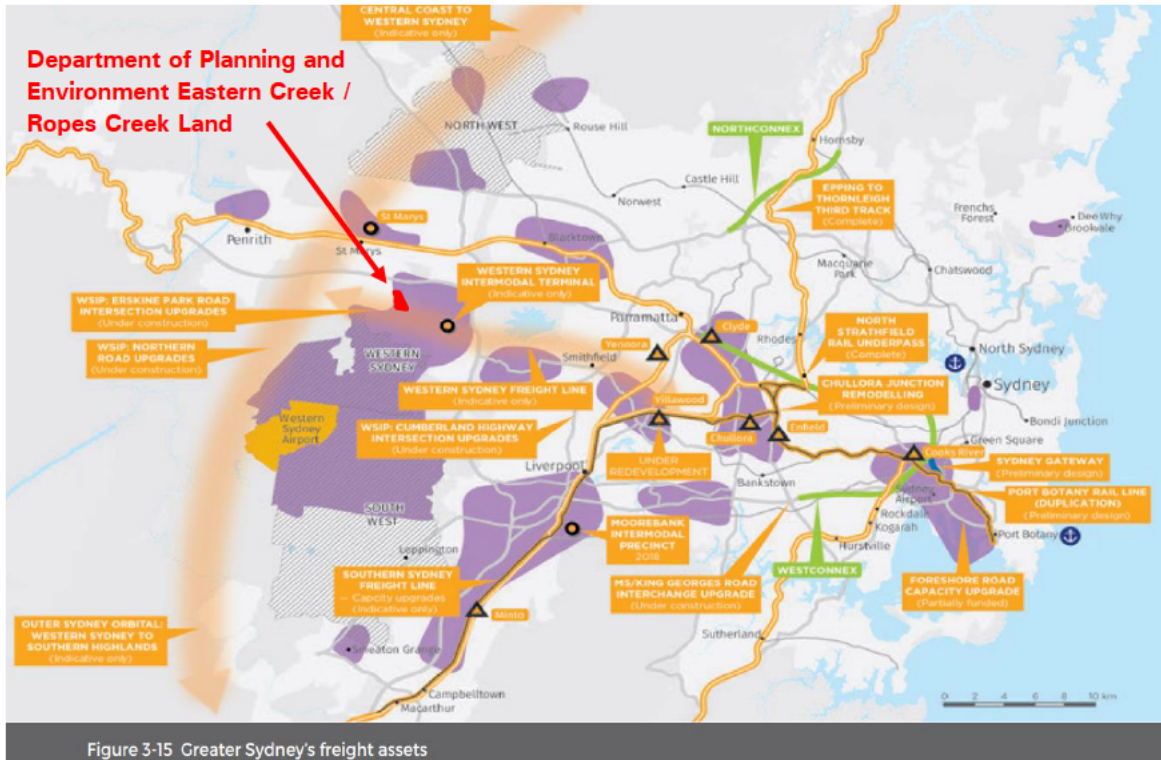 CENTRAL COAST TO
WESTERN SYDNEY
(Indicative only)
Department of Planning and
Environment Eastern Creek /
Ropes Creek Land
NORTH WEST
Rouse Hill
NORTHCONNEX
Hornsby
Castle Hill
Norwest
EPPING TO
THORNLEIGH
THIRD TRACK
(Complete)
Frenchs
Forest
Dee Why
Brookvale
St Marys
Penrith
St Marys
Blacktown
Macquarie
Park
Chatswood
WESTERN SYDNEY
INTERMODAL TERMINAL
(Indicative only)
WSIP: ERSKINE PARK ROAD
INTERSECTION UPGRADES
(Under construction)
Parramatta
Clyde
NORTH
STRATHFIELD
RAIL UNDERPASS
(Complete)
WSIP: NORTHERN
ROAD UPGRADES
(Under construction)
WESTERN
SYDNEY
Smithfield
Yennora
Rhodes
North Sydney
Sydney
WESTERN SYDNEY
FREIGHT LINE
(Indicative only)
Villawood
CHULLORA JUNCTION
REMODELLING
(Preliminary design)
Western
Sydney
Airport
WSIP: CUMBERLAND HIGHWAY
INTERSECTION UPGRADES
(Under construction)
Chullora
Enfield
Bondi Junction
Green Square
UNDER
REDEVELOPMENT
Liverpool
Bankstown
Cooks River
SYDNEY GATEWAY
(Preliminary design)
Sydney
Airport
PORT BOTANY RAIL LINE
(DUPLICATION)
(Preliminary design)
SOUTH
WEST
Leppington
MOOREBANK
INTERMODAL
PRECINCT
2018
Rockdale
Kogarah
Hurstville
Port Botany
WESTCONNEX
SOUTHERN SYDNEY
FREIGHT LINE
— Capcity upgrades
(Indicative only)
M5/KING GEORGES ROAD
INTERCHANGE UPGRADE
(Under construction)
FORESHORE ROAD
CAPACITY UPGRADE
(Partially funded)
Minto
OUTER SYDNEY ORBITAL:
WESTERN SYDNEY TO
SOUTHERN HIGHLANDS
(Indicative only)
Smeaton Grange
Sutherland
Campbelltown
Macarthur
0 2 4 6 8 10 km
Figure 3-15 Greater Sydney's freight assets